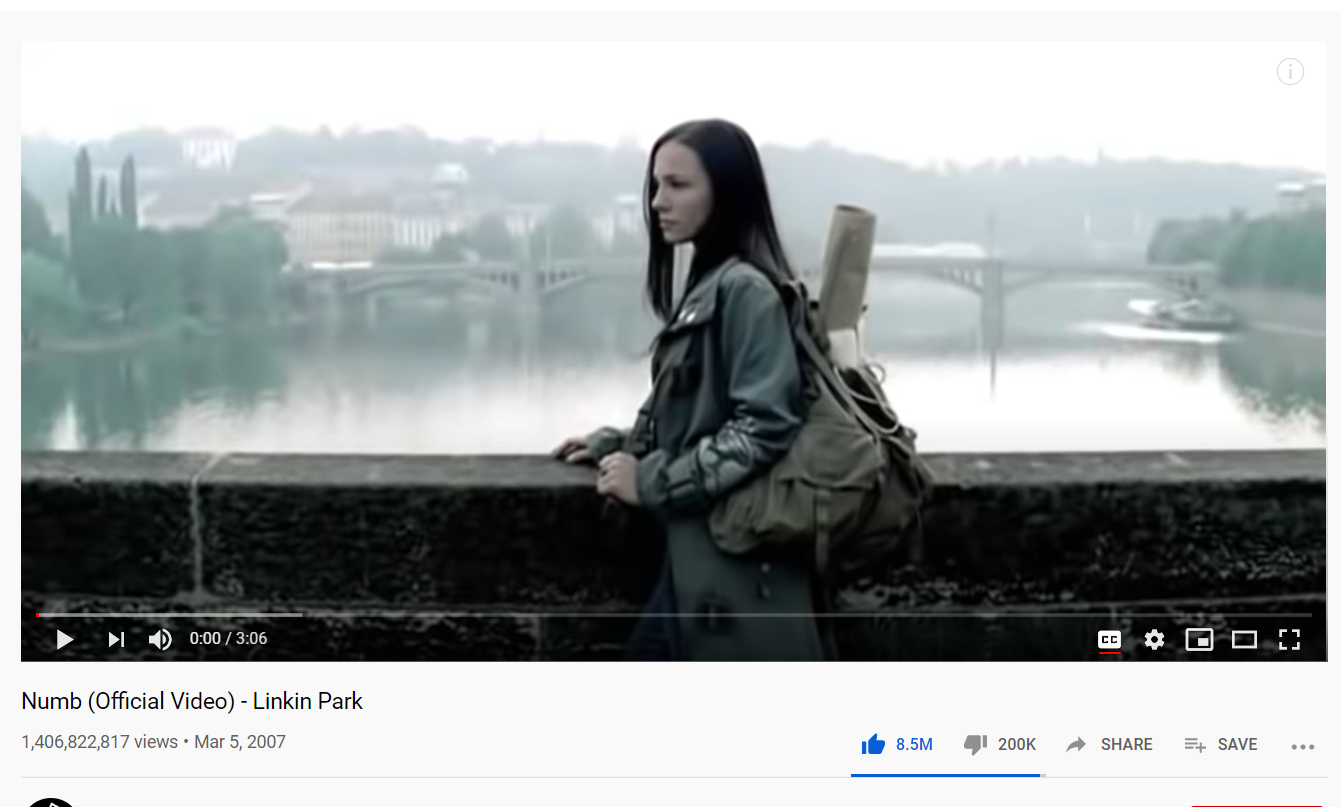 CC
0:00 / 3:06
Numb (Official Video) - Linkin Park
1,406,822,817 views • Mar 5, 2007
8.5M 200K SHARE SAVE